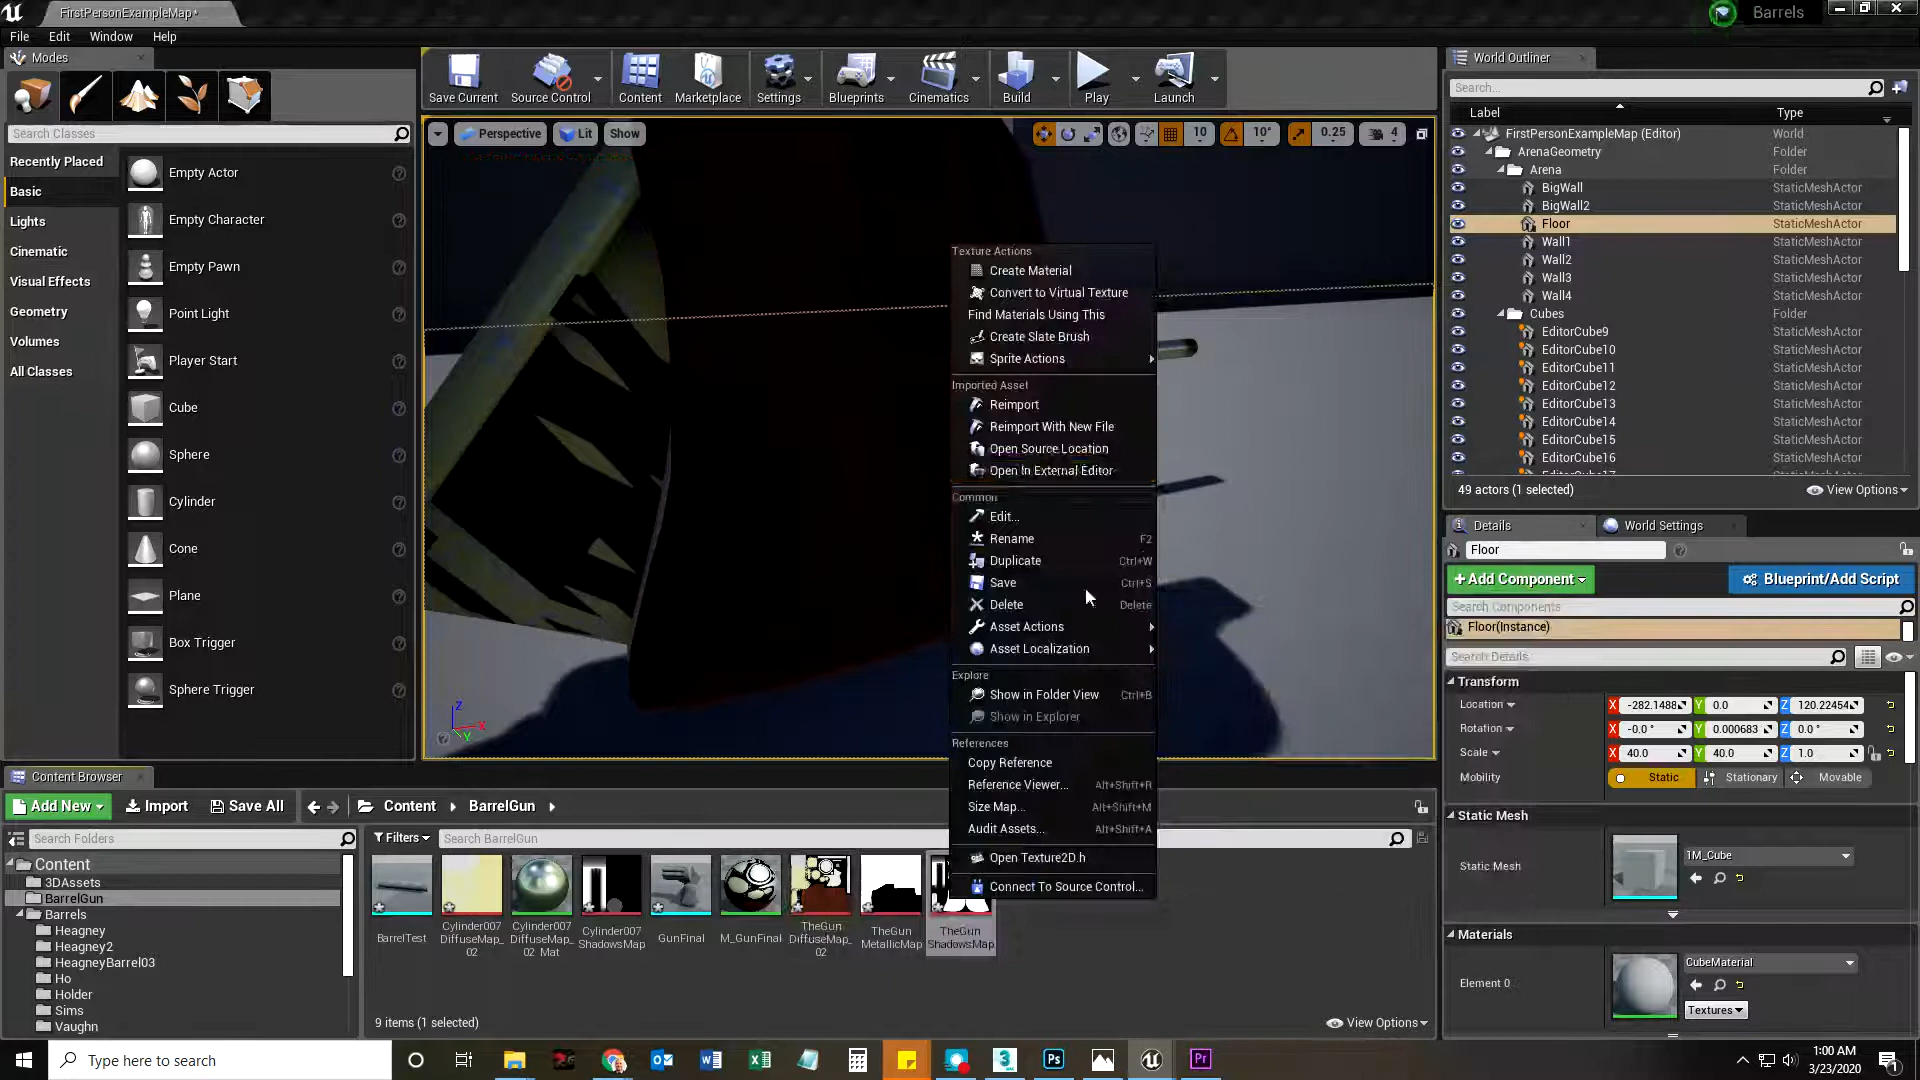 FirstPersonExampleMap*
Barrels
File Edit Window Help
Modes
Save Current
Source Control
Content
Marketplace
Settings
Blueprints
Cinematics
Build
Play
Launch
World Outliner
Search...
Label
Type
Search Classes
Recently Placed
Basic
Lights
Cinematic
Visual Effects
Geometry
Volumes
All Classes
Empty Actor
Empty Character
Empty Pawn
Point Light
Player Start
Cube
Sphere
Cylinder
Cone
Plane
Box Trigger
Sphere Trigger
Perspective Lit Show
10 10° 0.25 4
Z
X
Y
Texture Actions
Create Material
Convert to Virtual Texture
Find Materials Using This
Create Slate Brush
Sprite Actions
Imported Asset
Reimport
Reimport With New File
Open Source Location
Open In External Editor
Common
Edit...
Rename F2
Duplicate Ctrl+W
Save Ctrl+S
Delete Delete
Asset Actions
Asset Localization
Explore
Show in Folder View Ctrl+B
Show in Explorer
References
Copy Reference
Reference Viewer... Alt+Shift+R
Size Map... Alt+Shift+M
Audit Assets... Alt+Shift+A
Open Texture2D.h
Connect To Source Control...
FirstPersonExampleMap (Editor) World
ArenaGeometry Folder
Arena Folder
BigWall StaticMeshActor
BigWall2 StaticMeshActor
Floor StaticMeshActor
Wall1 StaticMeshActor
Wall2 StaticMeshActor
Wall3 StaticMeshActor
Wall4 StaticMeshActor
Cubes Folder
EditorCube9 StaticMeshActor
EditorCube10 StaticMeshActor
EditorCube11 StaticMeshActor
EditorCube12 StaticMeshActor
EditorCube13 StaticMeshActor
EditorCube14 StaticMeshActor
EditorCube15 StaticMeshActor
EditorCube16 StaticMeshActor
49 actors (1 selected)
View Options
Details
World Settings
Floor
+Add Component
Blueprint/Add Script
Search Components
Floor(Instance)
Search Details
Transform
Location X -282.1488 Y 0.0 Z 120.22454
Rotation X -0.0 ° Y 0.000683 Z 0.0 °
Scale X 40.0 Y 40.0 Z 1.0
Mobility Static Stationary Movable
Static Mesh
Static Mesh
1M_Cube
Materials
Element 0
CubeMaterial
Textures
Content Browser
Add New
Import
Save All
Content
BarrelGun
Search Folders
Filters
Search BarrelGun
Content
3DAssets
BarrelGun
Barrels
Heagney
Heagney2
HeagneyBarrel03
Ho
Holder
Sims
Vaughn
BarrelTest
Cylinder007
DiffuseMap_
02
Cylinder007
DiffuseMap_
02_Mat
Cylinder007
ShadowsMap
GunFinal
M_GunFinal
TheGun
DiffuseMap_
02
TheGun
MetallicMap
TheGun
ShadowsMap
9 items (1 selected)
View Options
Type here to search
Ps
Pr
1:00 AM
3/23/2020
1